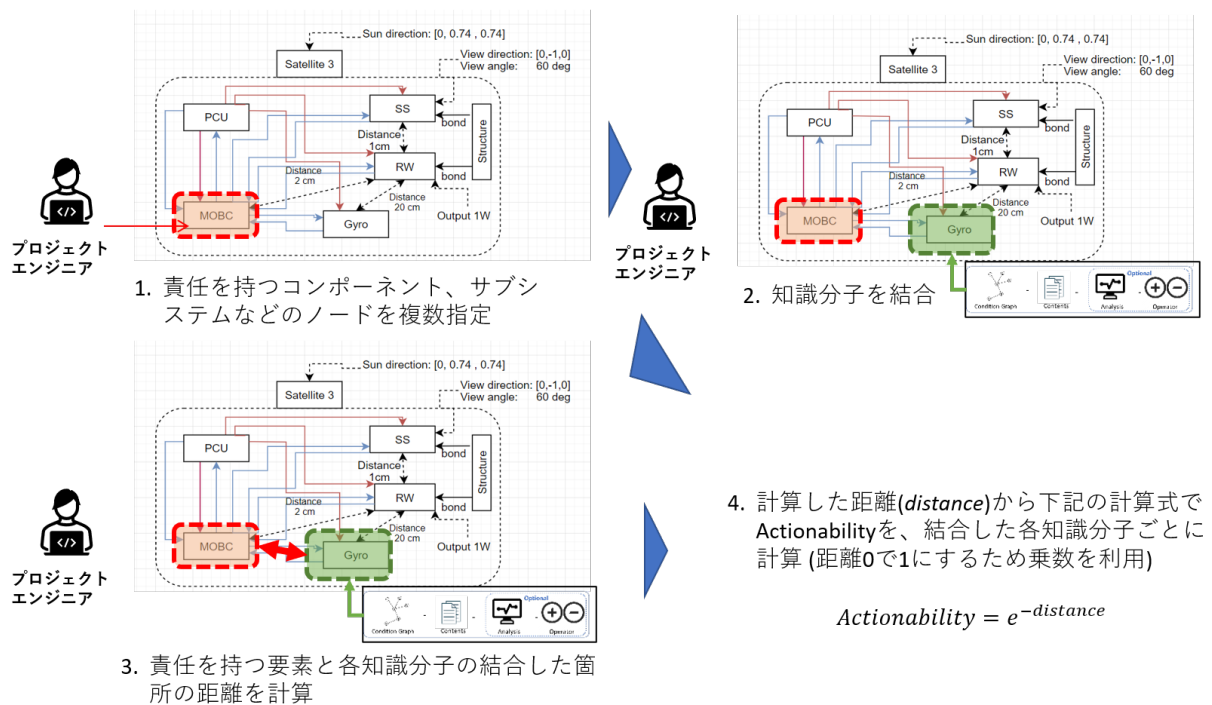 Sun direction: [0, 0.74 , 0.74]
Satellite 3
View direction: [0,-1,0]
View angle: 60 deg
PCU
SS
bond
Structure
Distance
1cm
RW
bond
Distance
2 cm
Distance
20 cm
Output 1W
MOBC
Gyro
プロジェクト
エンジニア
1. 責任を持つコンポーネント、サブシ
ステムなどのノードを複数指定
Sun direction: [0, 0.74 , 0.74]
Satellite 3
View direction: [0,-1,0]
View angle: 60 deg
PCU
SS
bond
Structure
Distance
1cm
RW
bond
Distance
2 cm
Distance
20 cm
Output 1W
MOBC
Gyro
プロジェクト
エンジニア
2. 知識分子を結合
Optional
Condition Graph
-
Contents
-
Analysis
-
Operator
Sun direction: [0, 0.74 , 0.74]
Satellite 3
View direction: [0,-1,0]
View angle: 60 deg
PCU
SS
bond
Structure
Distance
1cm
RW
bond
Distance
2 cm
Distance
20 cm
Output 1W
MOBC
Gyro
プロジェクト
エンジニア
Optional
Condition Graph
-
Contents
-
Analysis
-
Operator
3. 責任を持つ要素と各知識分子の結合した箇
所の距離を計算
4. 計算した距離(distance)から下記の計算式で
Actionabilityを、結合した各知識分子ごとに
計算 (距離0で1にするため乗数を利用)
Actionability = e^{−distance}